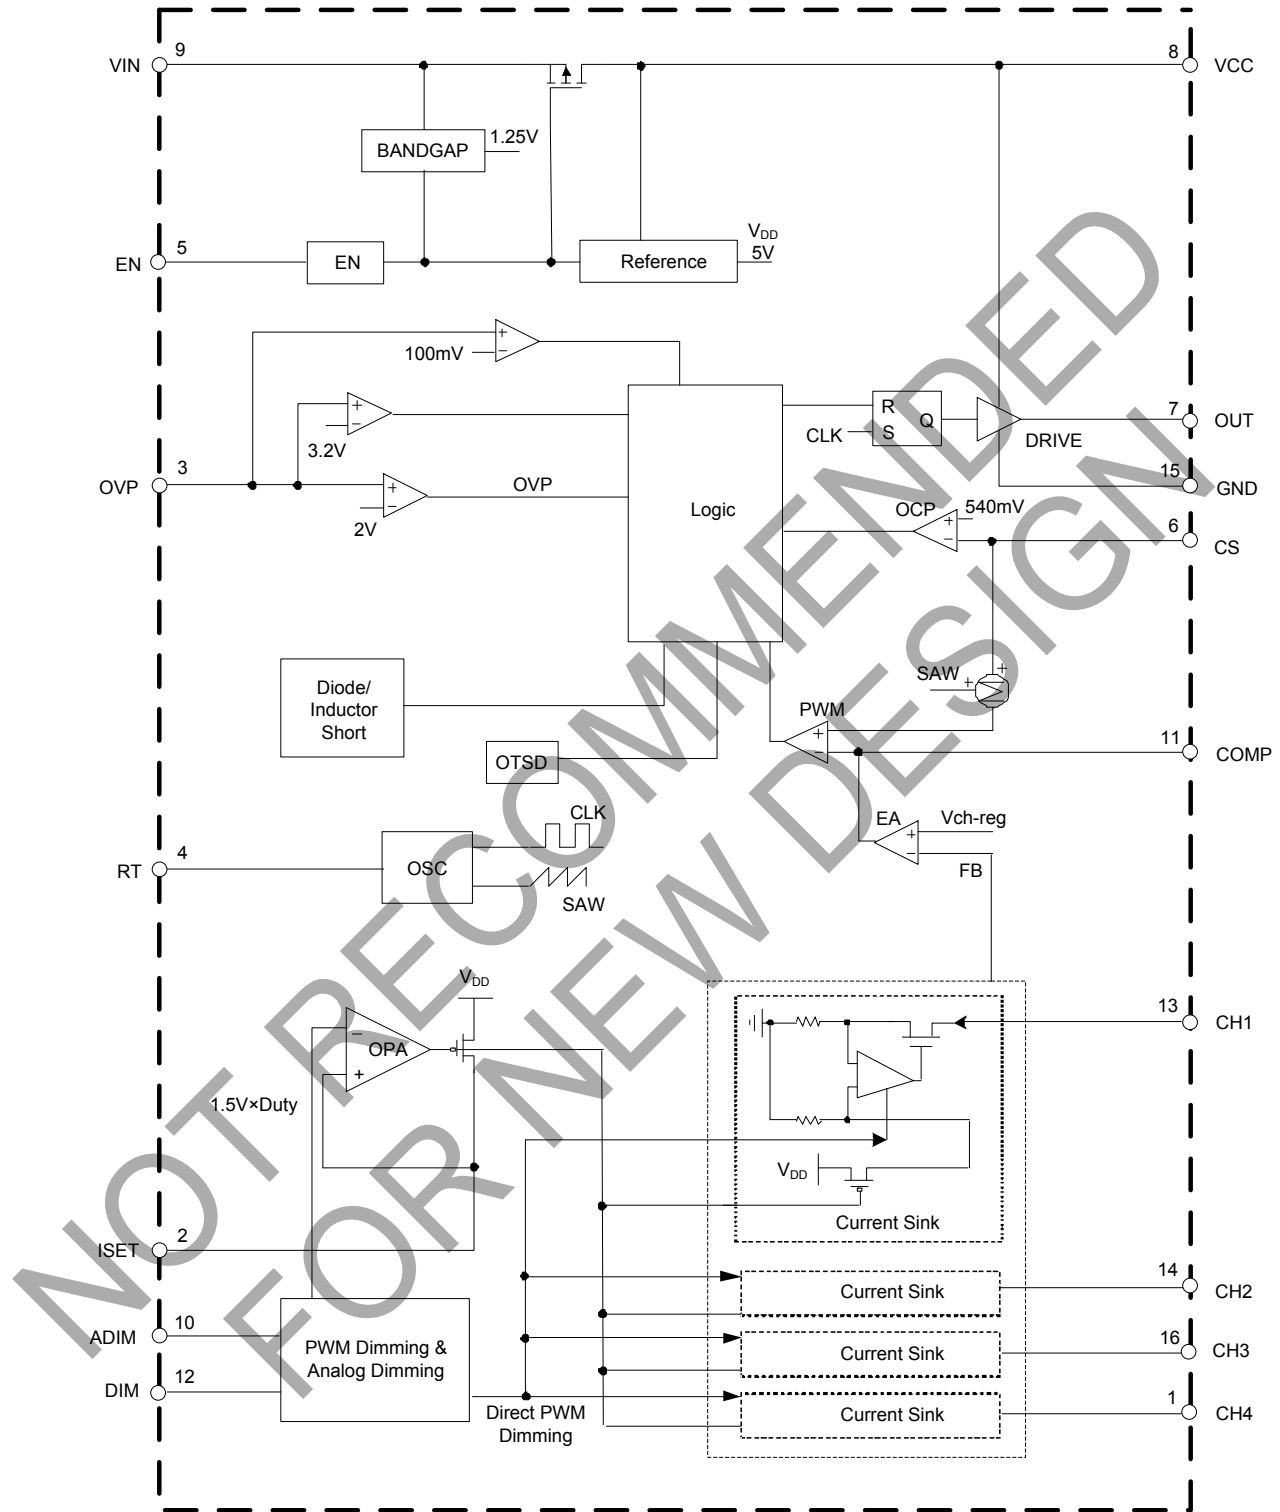 9
8
VIN
VCC
1.25V
BANDGAP
5
EN
EN
Reference
VDD
5V
+
−
100mV
+
−
3.2V
3
OVP
+
−
2V
OVP
Logic
R
S
Q
CLK
DRIVE
7
OUT
15
GND
OCP
+
−
540mV
6
CS
Diode/
Inductor
Short
SAW
+
+
PWM
+
−
11
COMP
OTSD
EA
+
−
Vch-reg
FB
4
RT
OSC
CLK
SAW
VDD
−
OPA
+
1.5V×Duty
13
CH1
VDD
Current Sink
2
ISET
14
Current Sink
CH2
10
ADIM
PWM Dimming &
Analog Dimming
16
Current Sink
CH3
12
DIM
Direct PWM
Dimming
1
Current Sink
CH4
NOT RECOMMENDED
FOR NEW DESIGN